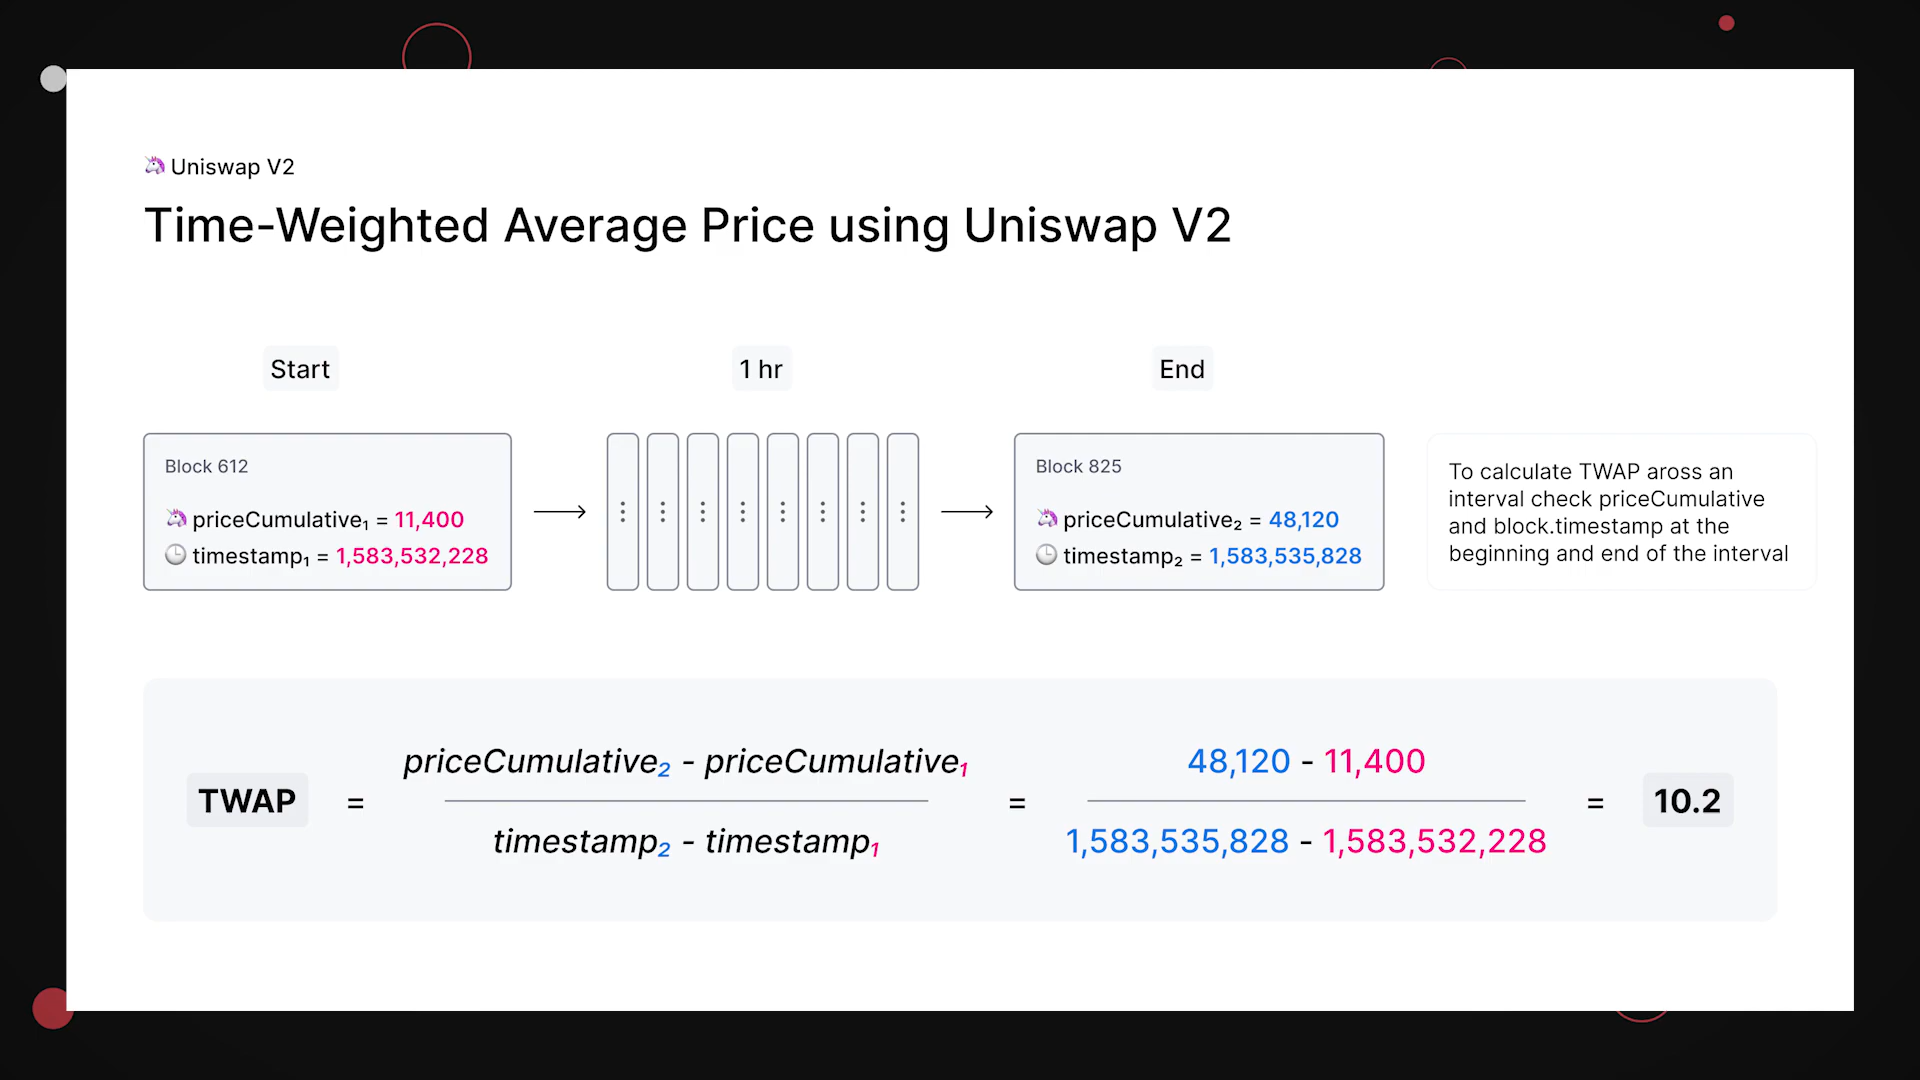 Uniswap V2
Time-Weighted Average Price using Uniswap V2
Start
1 hr
End
Block 612
priceCumulative₁ = 11,400
timestamp₁ = 1,583,532,228
Block 825
priceCumulative₂ = 48,120
timestamp₂ = 1,583,535,828
To calculate TWAP aross an
interval check priceCumulative
and block.timestamp at the
beginning and end of the interval
TWAP
=
priceCumulative₂ - priceCumulative₁
timestamp₂ - timestamp₁
=
48,120 - 11,400
1,583,535,828 - 1,583,532,228
=
10.2